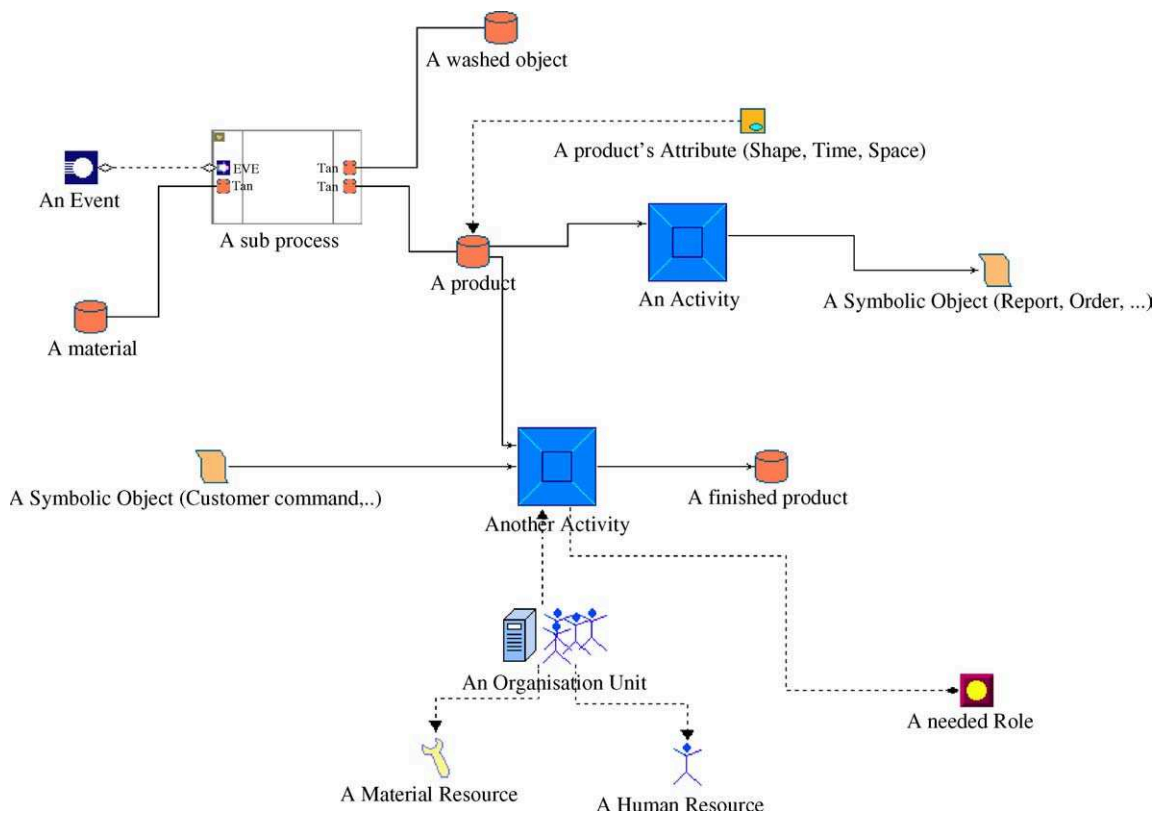 A washed object
A product's Attribute (Shape, Time, Space)
EVE Tan
Tan Tan
An Event
A sub process
A product
An Activity
A Symbolic Object (Report, Order, ...)
A material
A Symbolic Object (Customer command,..)
A finished product
Another Activity
An Organisation Unit
A needed Role
A Material Resource
A Human Resource